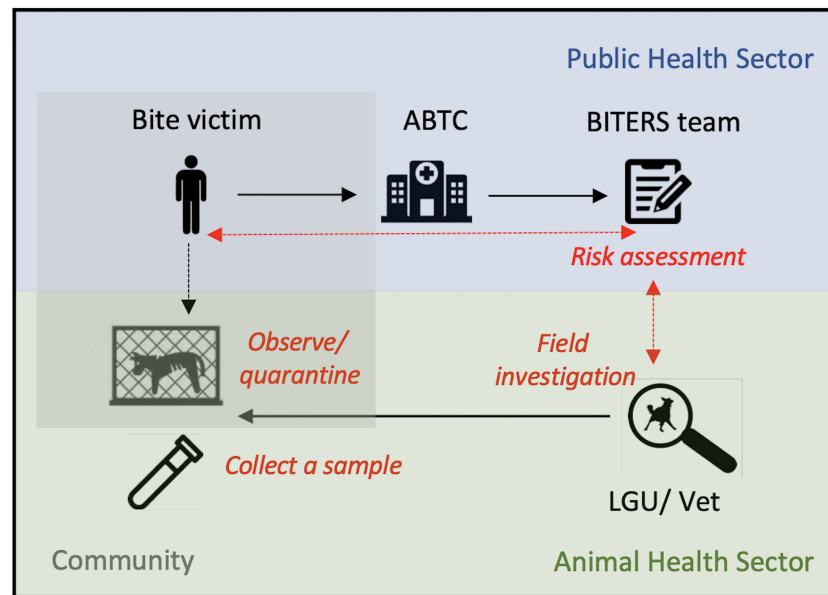 Public Health Sector
Bite victim
ABTC
BITERS team
Risk assessment
Observe/
quarantine
Field
investigation
Collect a sample
LGU/ Vet
Community
Animal Health Sector